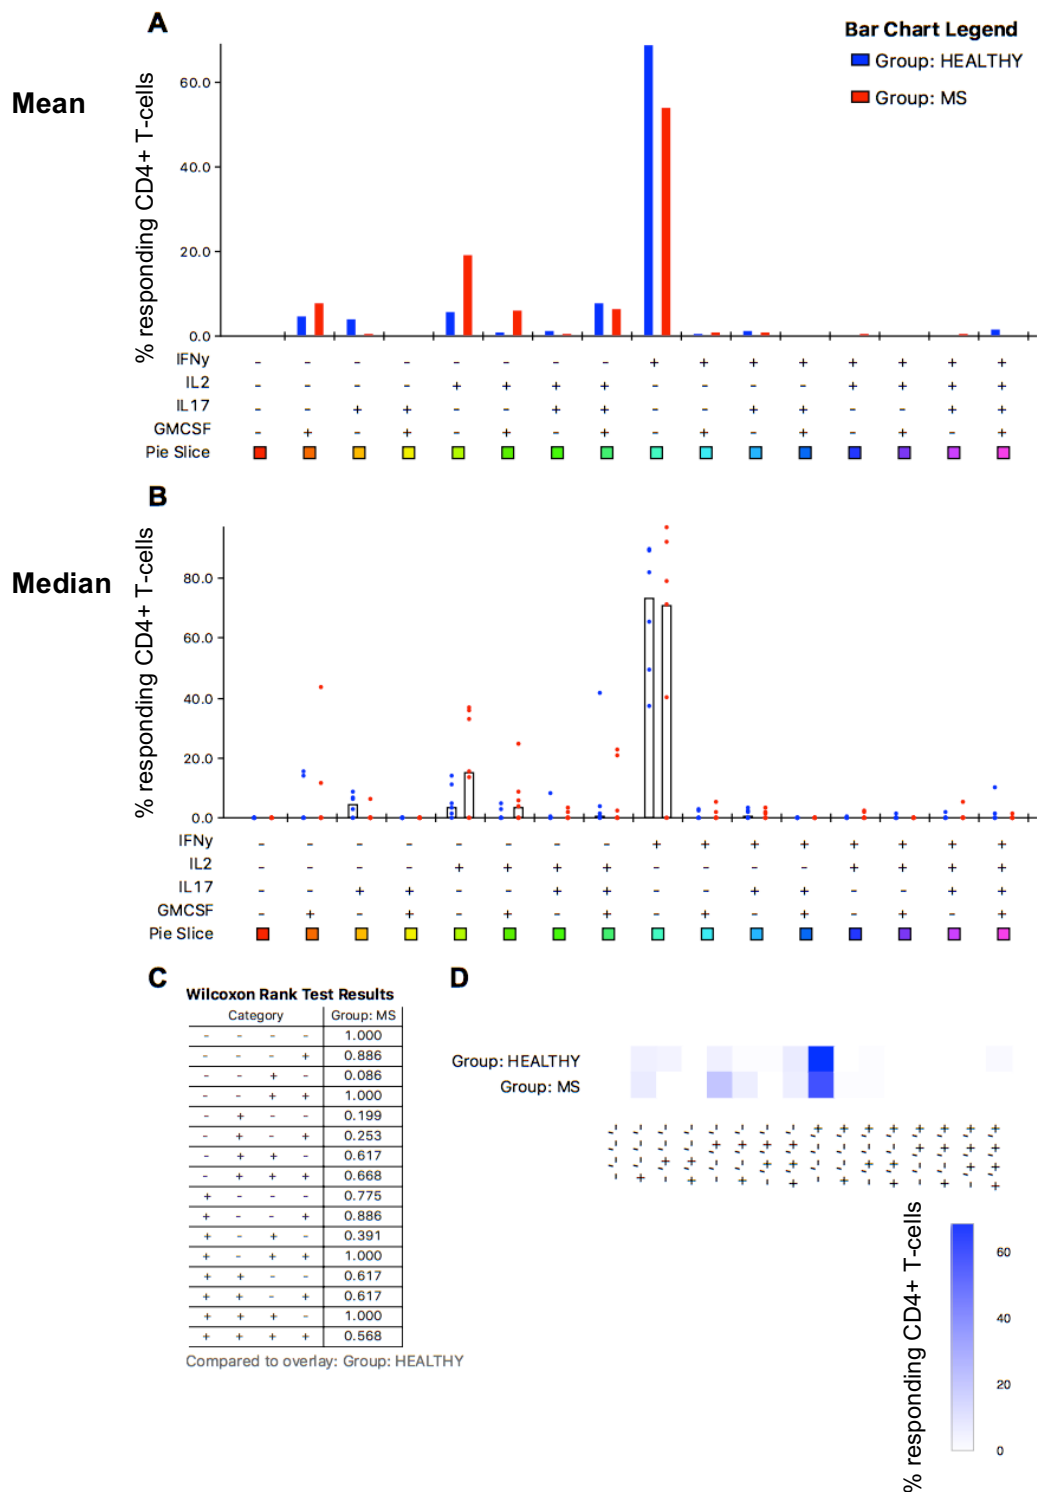 A
Bar Chart Legend
Group: HEALTHY
Group: MS
Mean
% responding CD4+ T-cells
60.0
40.0
20.0
0.0
IFNy - - - - - - - - + + + + + + + +
IL2 - - - - + + + + - - - - + + + +
IL17 - - + + - - + + - - + + - - + +
GMCSF - + - + - + - + - + - + - + - +
Pie Slice
B
Median
% responding CD4+ T-cells
80.0
60.0
40.0
20.0
0.0
IFNy - - - - - - - - + + + + + + + +
IL2 - - - - + + + + - - - - + + + +
IL17 - - + + - - + + - - + + - - + +
GMCSF - + - + - + - + - + - + - + - +
Pie Slice
C
Wilcoxon Rank Test Results
Category Group: MS
- - - - 1.000
- - - + 0.886
- - + - 0.086
- - + + 1.000
- + - - 0.199
- + - + 0.253
- + + - 0.617
- + + + 0.668
+ - - - 0.775
+ - - + 0.886
+ - + - 0.391
+ - + + 1.000
+ + - - 0.617
+ + - + 0.617
+ + + - 1.000
+ + + + 0.568
Compared to overlay: Group: HEALTHY
D
Group: HEALTHY
Group: MS
-,-,-,-
-,-,-,+
-,-,+,-
-,-,+,+
-,+,-,-
-,+,-,+
-,+,+,-
-,+,+,+
+,-,-,-
+,-,-,+
+,-,+,-
+,-,+,+
+,+,-,-
+,+,-,+
+,+,+,-
+,+,+,+
% responding CD4+ T-cells
60
40
20
0